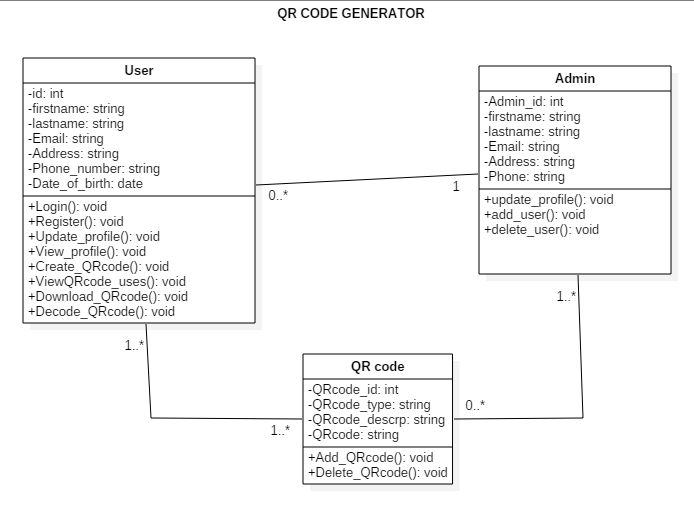 QR CODE GENERATOR
User
-id: int
-firstname: string
-lastname: string
-Email: string
-Address: string
-Phone_number: string
-Date_of_birth: date
+Login(): void
+Register(): void
+Update_profile(): void
+View_profile(): void
+Create_QRcode(): void
+ViewQRcode_uses(): void
+Download_QRcode(): void
+Decode_QRcode(): void
Admin
-Admin_id: int
-firstname: string
-lastname: string
-Email: string
-Address: string
-Phone: string
+update_profile(): void
+add_user(): void
+delete_user(): void
0..*
1
1..*
1..*
1..*
0..*
QR code
-QRcode_id: int
-QRcode_type: string
-QRcode_descrp: string
-QRcode: string
+Add_QRcode(): void
+Delete_QRcode(): void